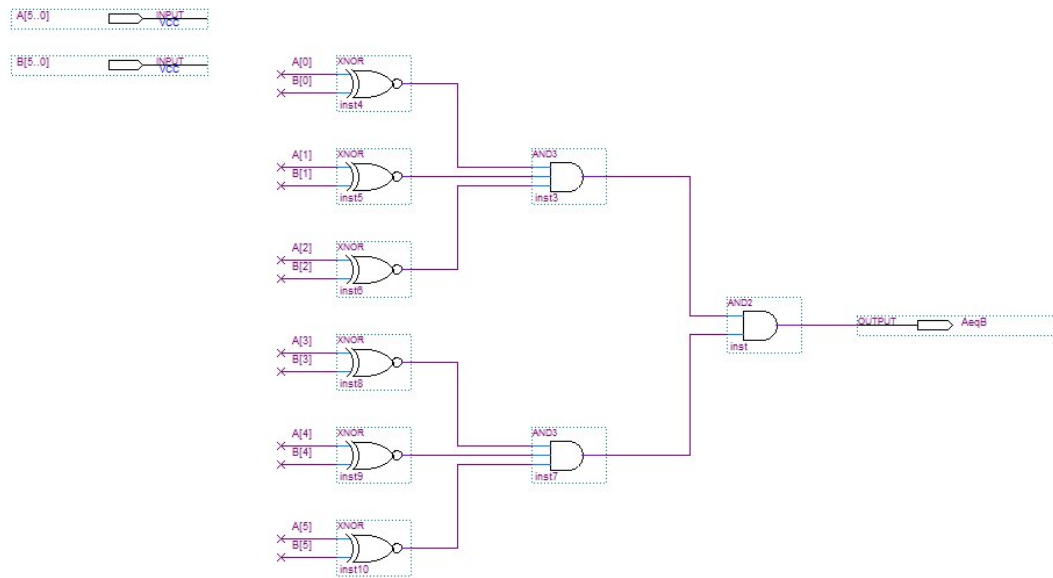 A[5..0] INPUT
VCC
B[5..0] INPUT
VCC
A[0] XNOR
B[0]
inst4
A[1] XNOR
B[1]
inst5
AND3
inst3
A[2] XNOR
B[2]
inst6
AND2
inst
OUTPUT AeqB
A[3] XNOR
B[3]
inst8
A[4] XNOR
B[4]
inst9
AND3
inst7
A[5] XNOR
B[5]
inst10